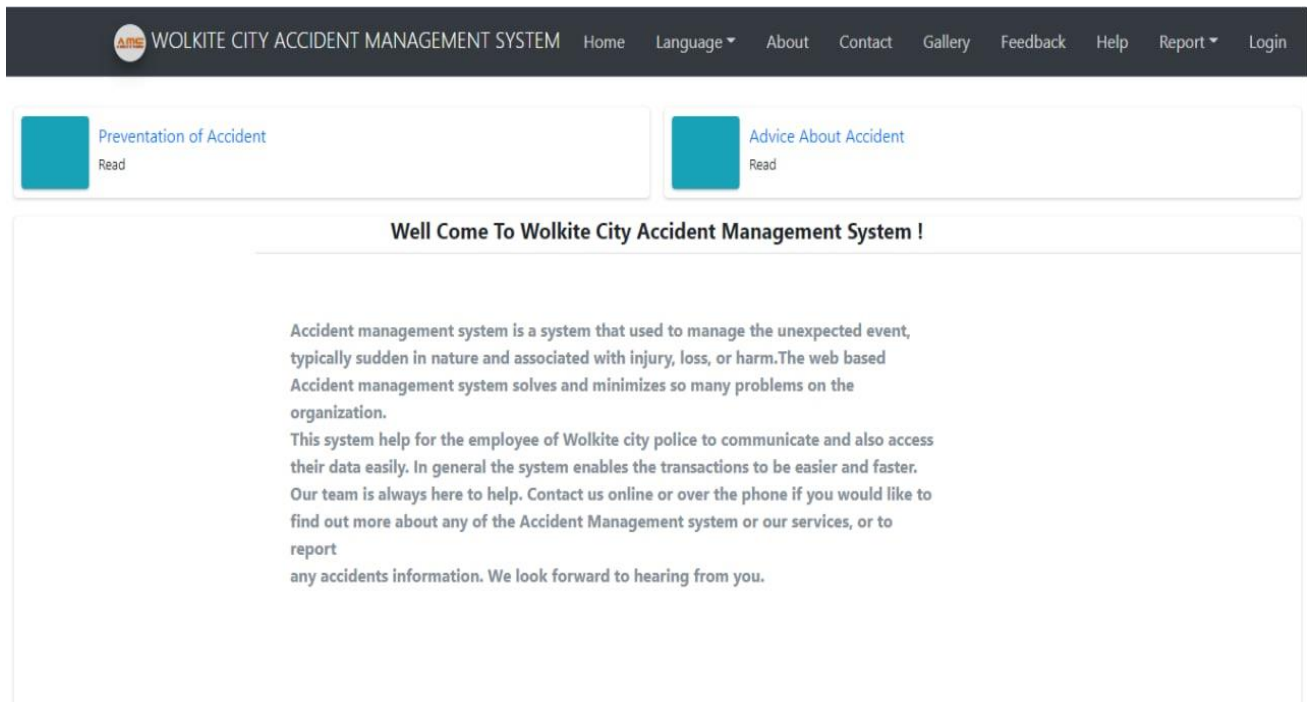 AMS WOLKITE CITY ACCIDENT MANAGEMENT SYSTEM Home Language About Contact Gallery Feedback Help Report Login
Preventation of Accident
Read
Advice About Accident
Read
Well Come To Wolkite City Accident Management System !
Accident management system is a system that used to manage the unexpected event,
typically sudden in nature and associated with injury, loss, or harm.The web based
Accident management system solves and minimizes so many problems on the
organization.
This system help for the employee of Wolkite city police to communicate and also access
their data easily. In general the system enables the transactions to be easier and faster.
Our team is always here to help. Contact us online or over the phone if you would like to
find out more about any of the Accident Management system or our services, or to
report
any accidents information. We look forward to hearing from you.